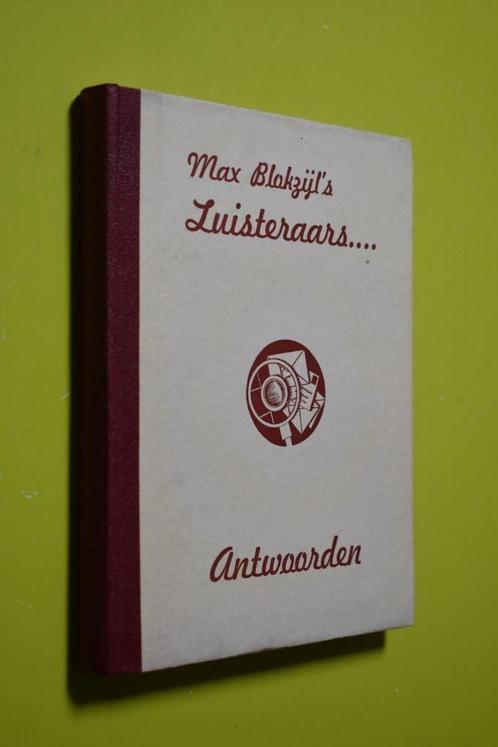 Max Blokzijl's
Luisteraars....
Antwoorden